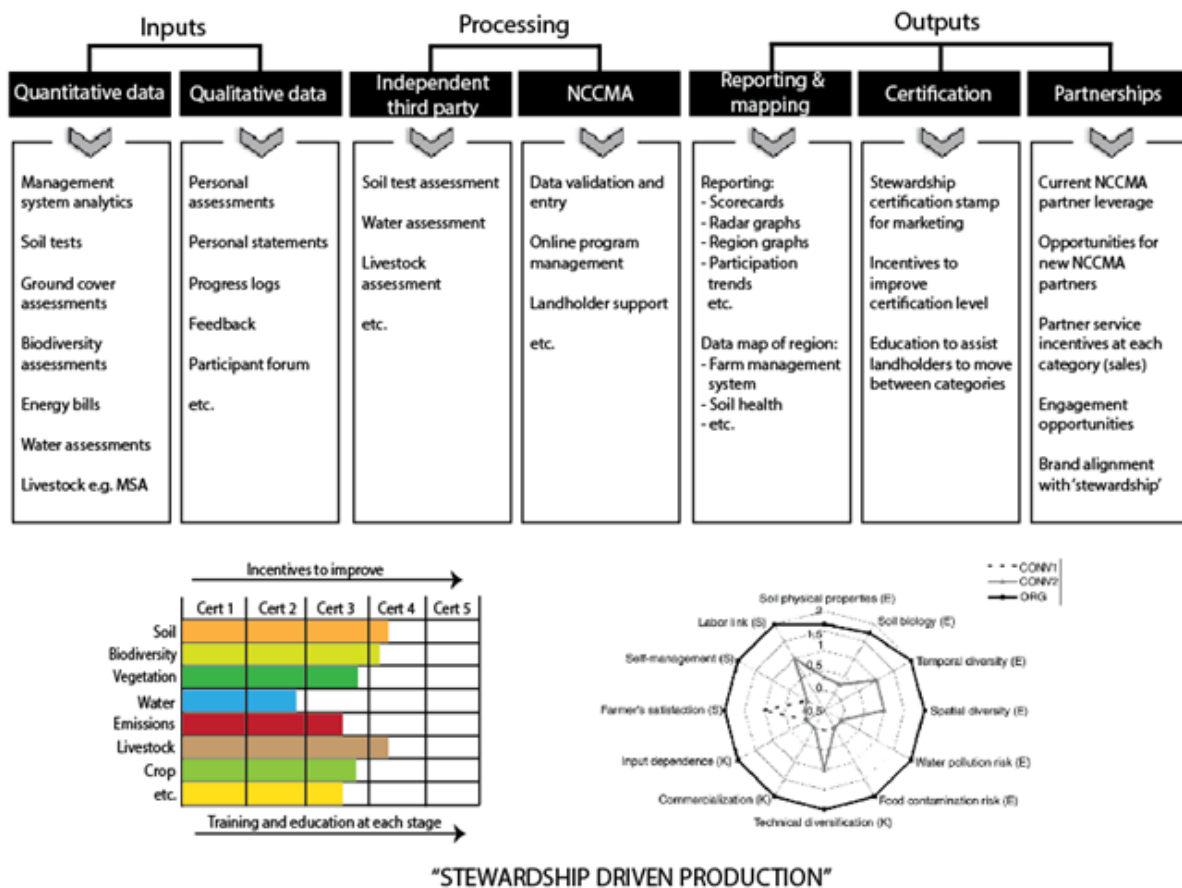 Inputs
Processing
Outputs
Quantitative data
Qualitative data
Independent
third party
NCCMA
Reporting &
mapping
Certification
Partnerships
Management
system analytics
Soil tests
Ground cover
assessments
Biodiversity
assessments
Energy bills
Water assessments
Livestock e.g. MSA
Personal
assessments
Personal statements
Progress logs
Feedback
Participant forum
etc.
Soil test assessment
Water assessment
Livestock
assessment
etc.
Data validation and
entry
Online program
management
Landholder support
etc.
Reporting:
- Scorecards
- Radar graphs
- Region graphs
- Participation
trends
etc.
Data map of region:
- Farm management
system
- Soil health
- etc.
Stewardship
certification stamp
for marketing
Incentives to
improve
certification level
Education to assist
landholders to move
between categories
Current NCCMA
partner leverage
Opportunities for
new NCCMA
partners
Partner service
incentives at each
category (sales)
Engagement
opportunities
Brand alignment
with 'stewardship'
Incentives to improve
Cert 1 Cert 2 Cert 3 Cert 4 Cert 5
Soil
Biodiversity
Vegetation
Water
Emissions
Livestock
Crop
etc.
Training and education at each stage
CONV1
CONV2
ORG
Soil physical properties (E)
Soil biology (E)
Temporal diversity (E)
Spatial diversity (E)
Water pollution risk (E)
Food contamination risk (E)
Technical diversification (K)
Commercialization (K)
Input dependence (K)
Farmer's satisfaction (S)
Self-management (S)
Labor link (S)
2
1.5
1
0.5
0
-0.5
"STEWARDSHIP DRIVEN PRODUCTION"